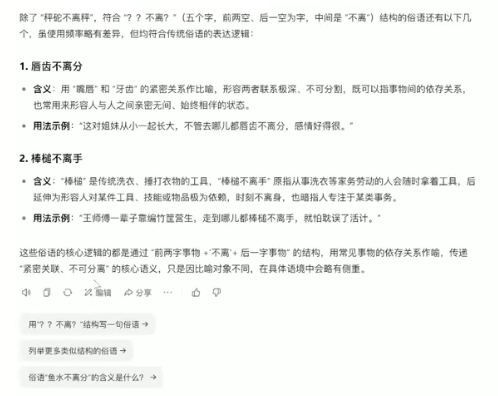 除了 “秤砣不离秤”，符合 “？？不离？”（五个字，前两空、后一空为字，中间是 “不离”）结构的俗语还有以下几
个，虽使用频率略有差异，但均符合传统俗语的表达逻辑：
1. 唇齿不离分
• 含义：用 “嘴唇” 和 “牙齿” 的紧密关系作比喻，形容两者联系极深、不可分割，既可以指事物间的依存关系，
也常用来形容人与人之间亲密无间、始终相伴的状态。
• 用法示例：“这对姐妹从小一起长大，不管去哪儿都唇齿不离分，感情好得很。”
2. 棒槌不离手
• 含义：“棒槌” 是传统洗衣、捶打衣物的工具，“棒槌不离手” 原指从事洗衣等家务劳动的人会随时拿着工具，后
延伸为形容人对某件工具、技能或物品极为依赖，时刻不离身，也暗指人专注于某类事务。
• 用法示例：“王师傅一辈子靠编竹筐营生，走到哪儿都棒槌不离手，就怕耽误了活计。”
这些俗语的核心逻辑的都是通过 “前两字事物 +‘不离’+ 后一字事物” 的结构，用常见事物的依存关系作喻，传递
“紧密关联、不可分离” 的核心语义，只是因比喻对象不同，在具体语境中会略有侧重。
编辑 分享
用“？？不离？”结构写一句俗语 →
列举更多类似结构的俗语 →
俗语“鱼水不离分”的含义是什么？ →